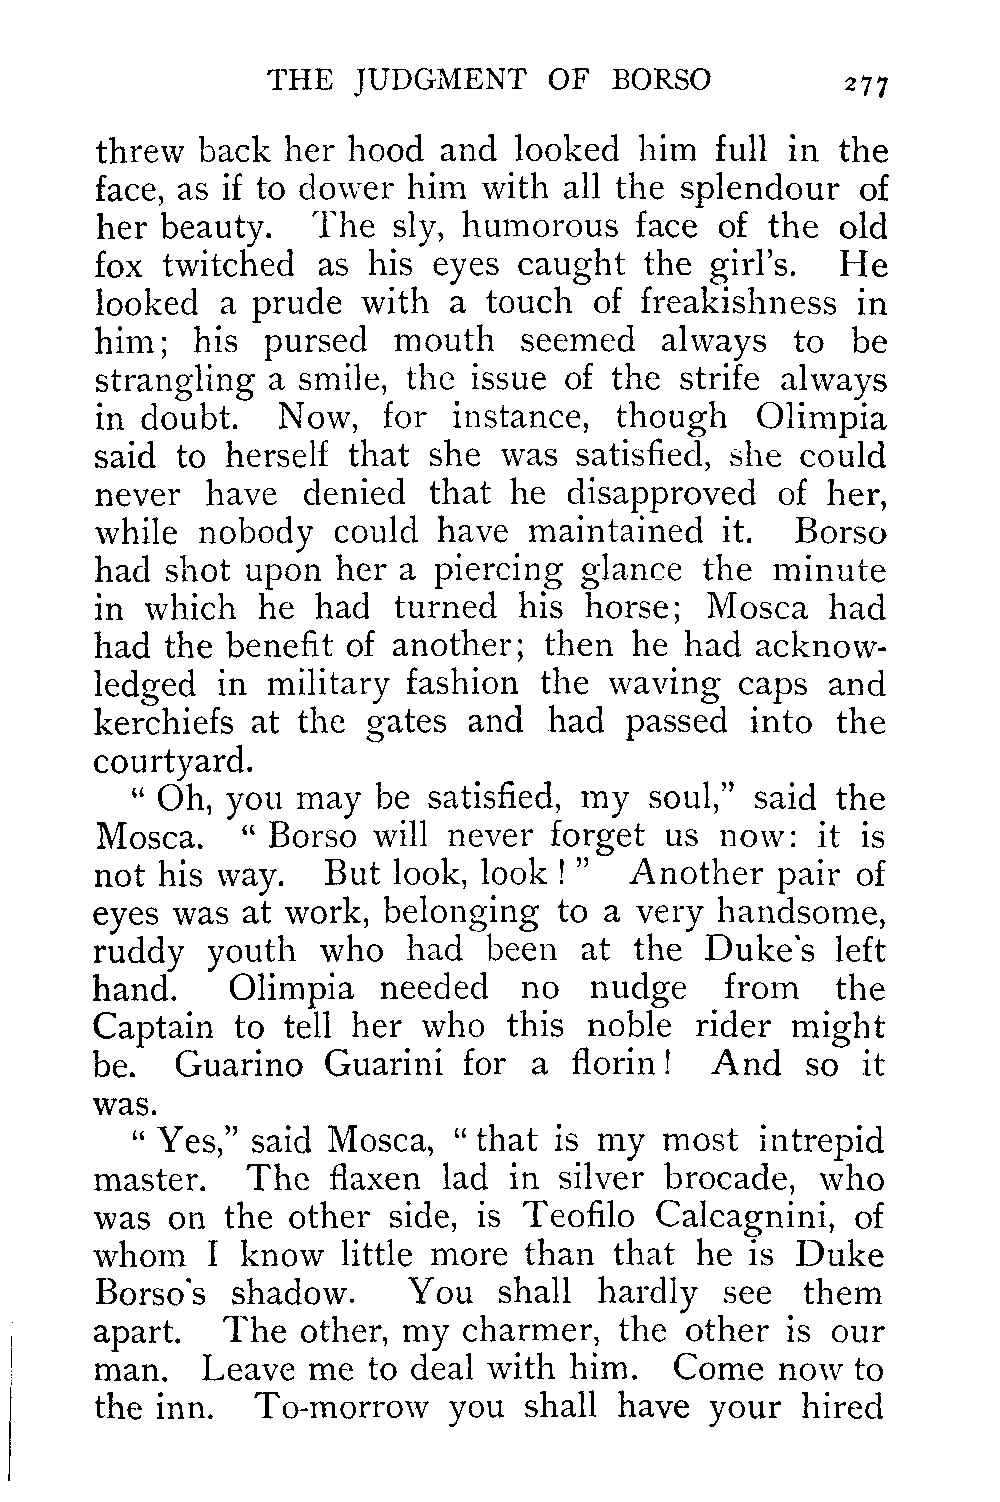 THE JUDGMENT OF BORSO 277
threw back her hood and looked him full in the
face, as if to dower him with all the splendour of
her beauty. The sly, humorous face of the old
fox twitched as his eyes caught the girl's. He
looked a prude with a touch of freakishness in
him; his pursed mouth seemed always to be
strangling a smile, the issue of the strife always
in doubt. Now, for instance, though Olimpia
said to herself that she was satisfied, she could
never have denied that he disapproved of her,
while nobody could have maintained it. Borso
had shot upon her a piercing glance the minute
in which he had turned his horse; Mosca had
had the benefit of another; then he had acknow-
ledged in military fashion the waving caps and
kerchiefs at the gates and had passed into the
courtyard.
“ Oh, you may be satisfied, my soul,” said the
Mosca. “ Borso will never forget us now: it is
not his way. But look, look ! ” Another pair of
eyes was at work, belonging to a very handsome,
ruddy youth who had been at the Duke's left
hand. Olimpia needed no nudge from the
Captain to tell her who this noble rider might
be. Guarino Guarini for a florin! And so it
was.
“ Yes,” said Mosca, “ that is my most intrepid
master. The flaxen lad in silver brocade, who
was on the other side, is Teofilo Calcagnini, of
whom I know little more than that he is Duke
Borso's shadow. You shall hardly see them
apart. The other, my charmer, the other is our
man. Leave me to deal with him. Come now to
the inn. To-morrow you shall have your hired